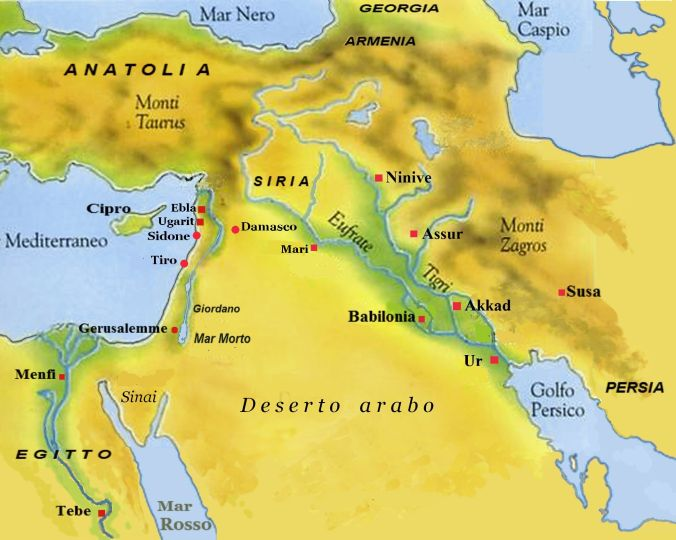 GEORGIA
Mar Nero
Mar
Caspio
ARMENIA
ANATOLIA
Monti
Taurus
Ninive
SIRIA
Ebla
Cipro
Ugarit
Damasco
Sidone
Eufrate
Assur
Monti
Zagros
Mediterraneo
Mari
Tiro
Tigri
Susa
Giordano
Akkad
Babilonia
Gerusalemme
Mar Morto
Ur
Menfi
Sinai
Golfo
Persico
PERSIA
Deserto arabo
EGITTO
Tebe
Mar
Rosso